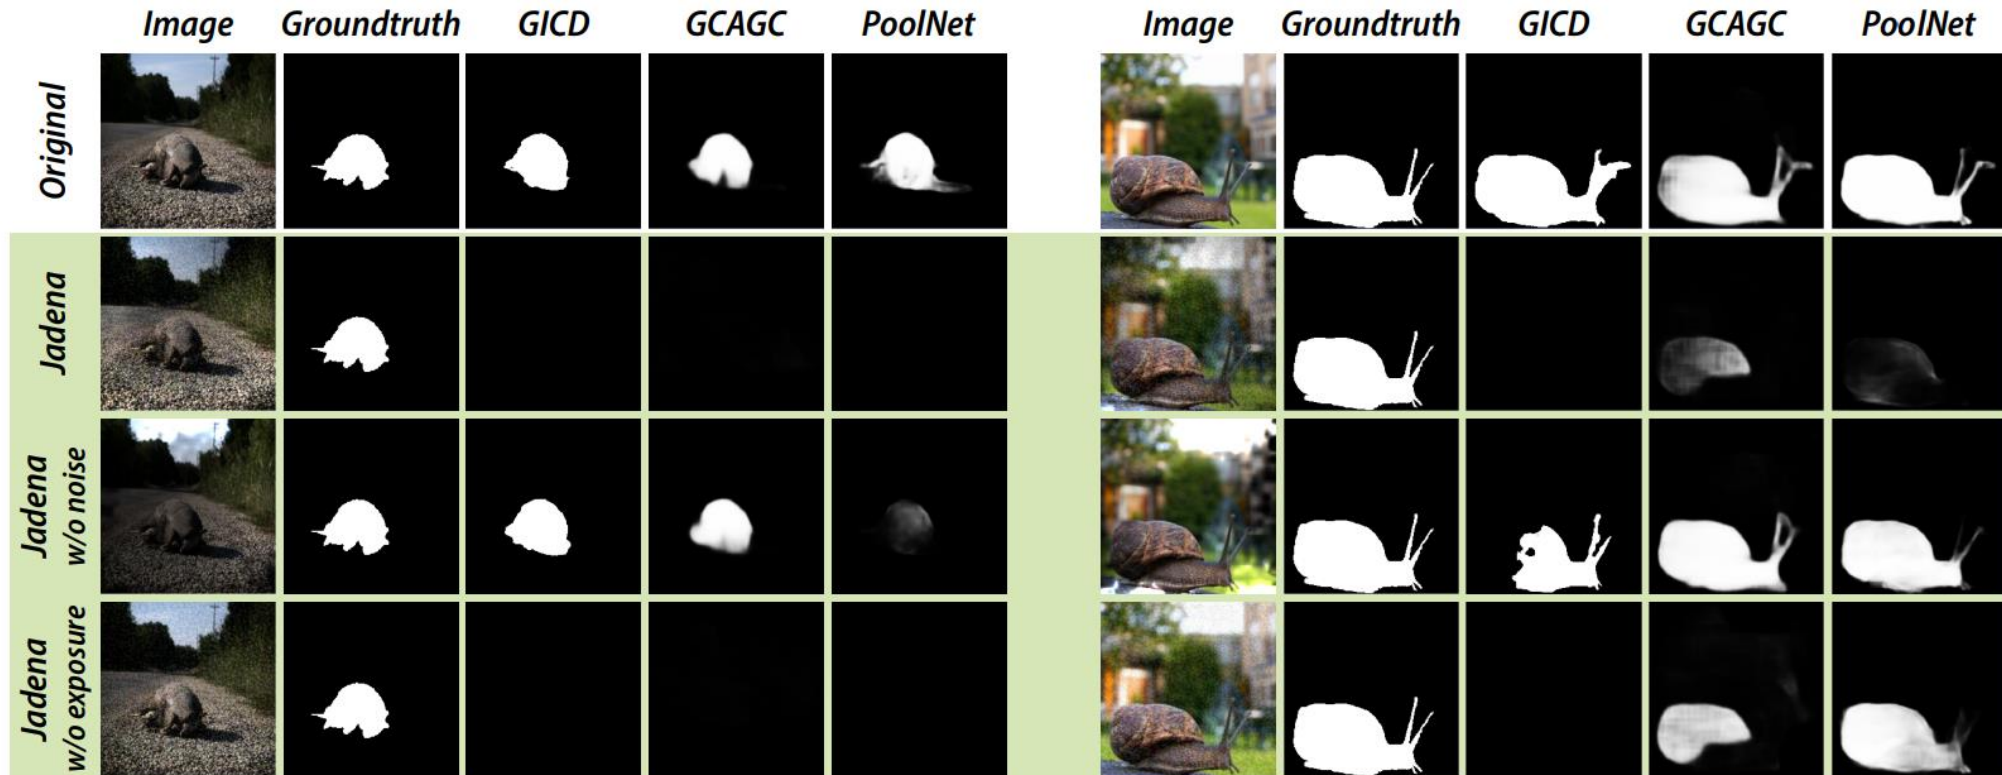 Image Groundtruth GICD GCAGC PoolNet Image Groundtruth GICD GCAGC PoolNet
Original
Jadena
Jadena
w/o noise
Jadena
w/o exposure